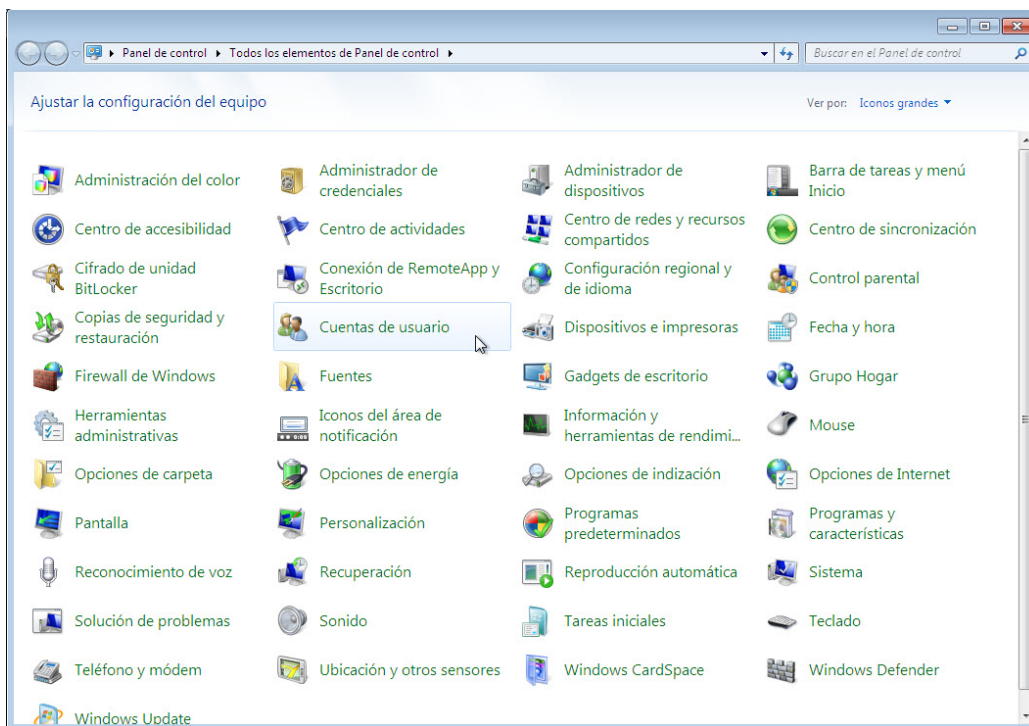 Panel de control Todos los elementos de Panel de control Buscar en el Panel de control
Ajustar la configuración del equipo Ver por: Iconos grandes
Administración del color
Administrador de
credenciales
Administrador de
dispositivos
Barra de tareas y menú
Inicio
Centro de accesibilidad
Centro de actividades
Centro de redes y recursos
compartidos
Centro de sincronización
Cifrado de unidad
BitLocker
Conexión de RemoteApp y
Escritorio
Configuración regional y
de idioma
Control parental
Copias de seguridad y
restauración
Cuentas de usuario
Dispositivos e impresoras
Fecha y hora
Firewall de Windows
Fuentes
Gadgets de escritorio
Grupo Hogar
Herramientas
administrativas
Iconos del área de
notificación
Información y
herramientas de rendimi...
Mouse
Opciones de carpeta
Opciones de energía
Opciones de indización
Opciones de Internet
Pantalla
Personalización
Programas
predeterminados
Programas y
características
Reconocimiento de voz
Recuperación
Reproducción automática
Sistema
Solución de problemas
Sonido
Tareas iniciales
Teclado
Teléfono y módem
Ubicación y otros sensores
Windows CardSpace
Windows Defender
Windows Update